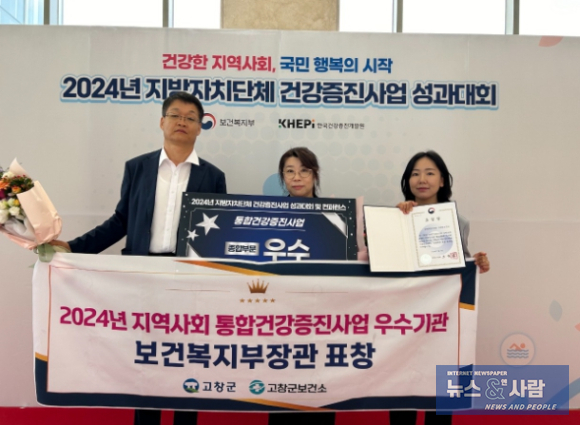 건강한 지역사회, 국민 행복의 시작
2024년 지방자치단체 건강증진사업 성과대회
보건복지부 KHEPI 한국건강증진개발원
2024년 지방자치단체 건강증진사업 성과대회 및 컨퍼런스
통합건강증진사업
종합부문 우수
표창장
2024년 지역사회 통합건강증진사업 우수기관
보건복지부장관 표창
고창군 고창군보건소
INTERNET NEWSPAPER
뉴스&앤사람
NEWS AND PEOPLE